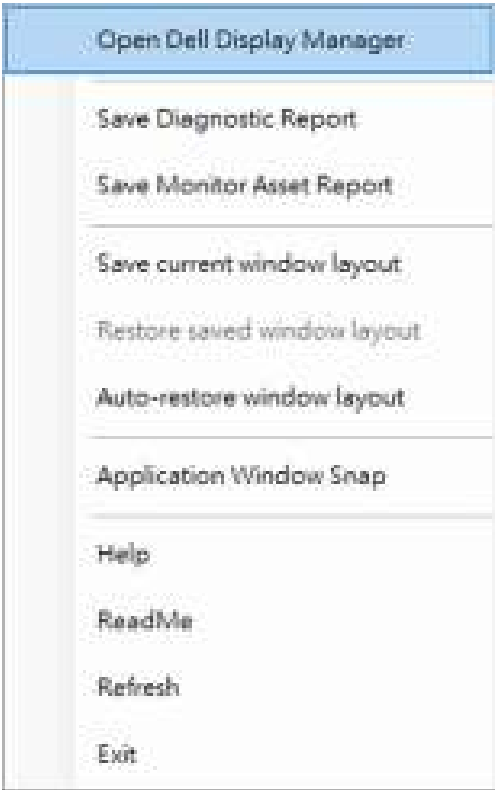 Open Dell Display Manager
Save Diagnostic Report
Save Monitor Asset Report
Save current window layout
Restore saved window layout
Auto-restore window layout
Application Window Snap
Help
ReadMe
Refresh
Exit